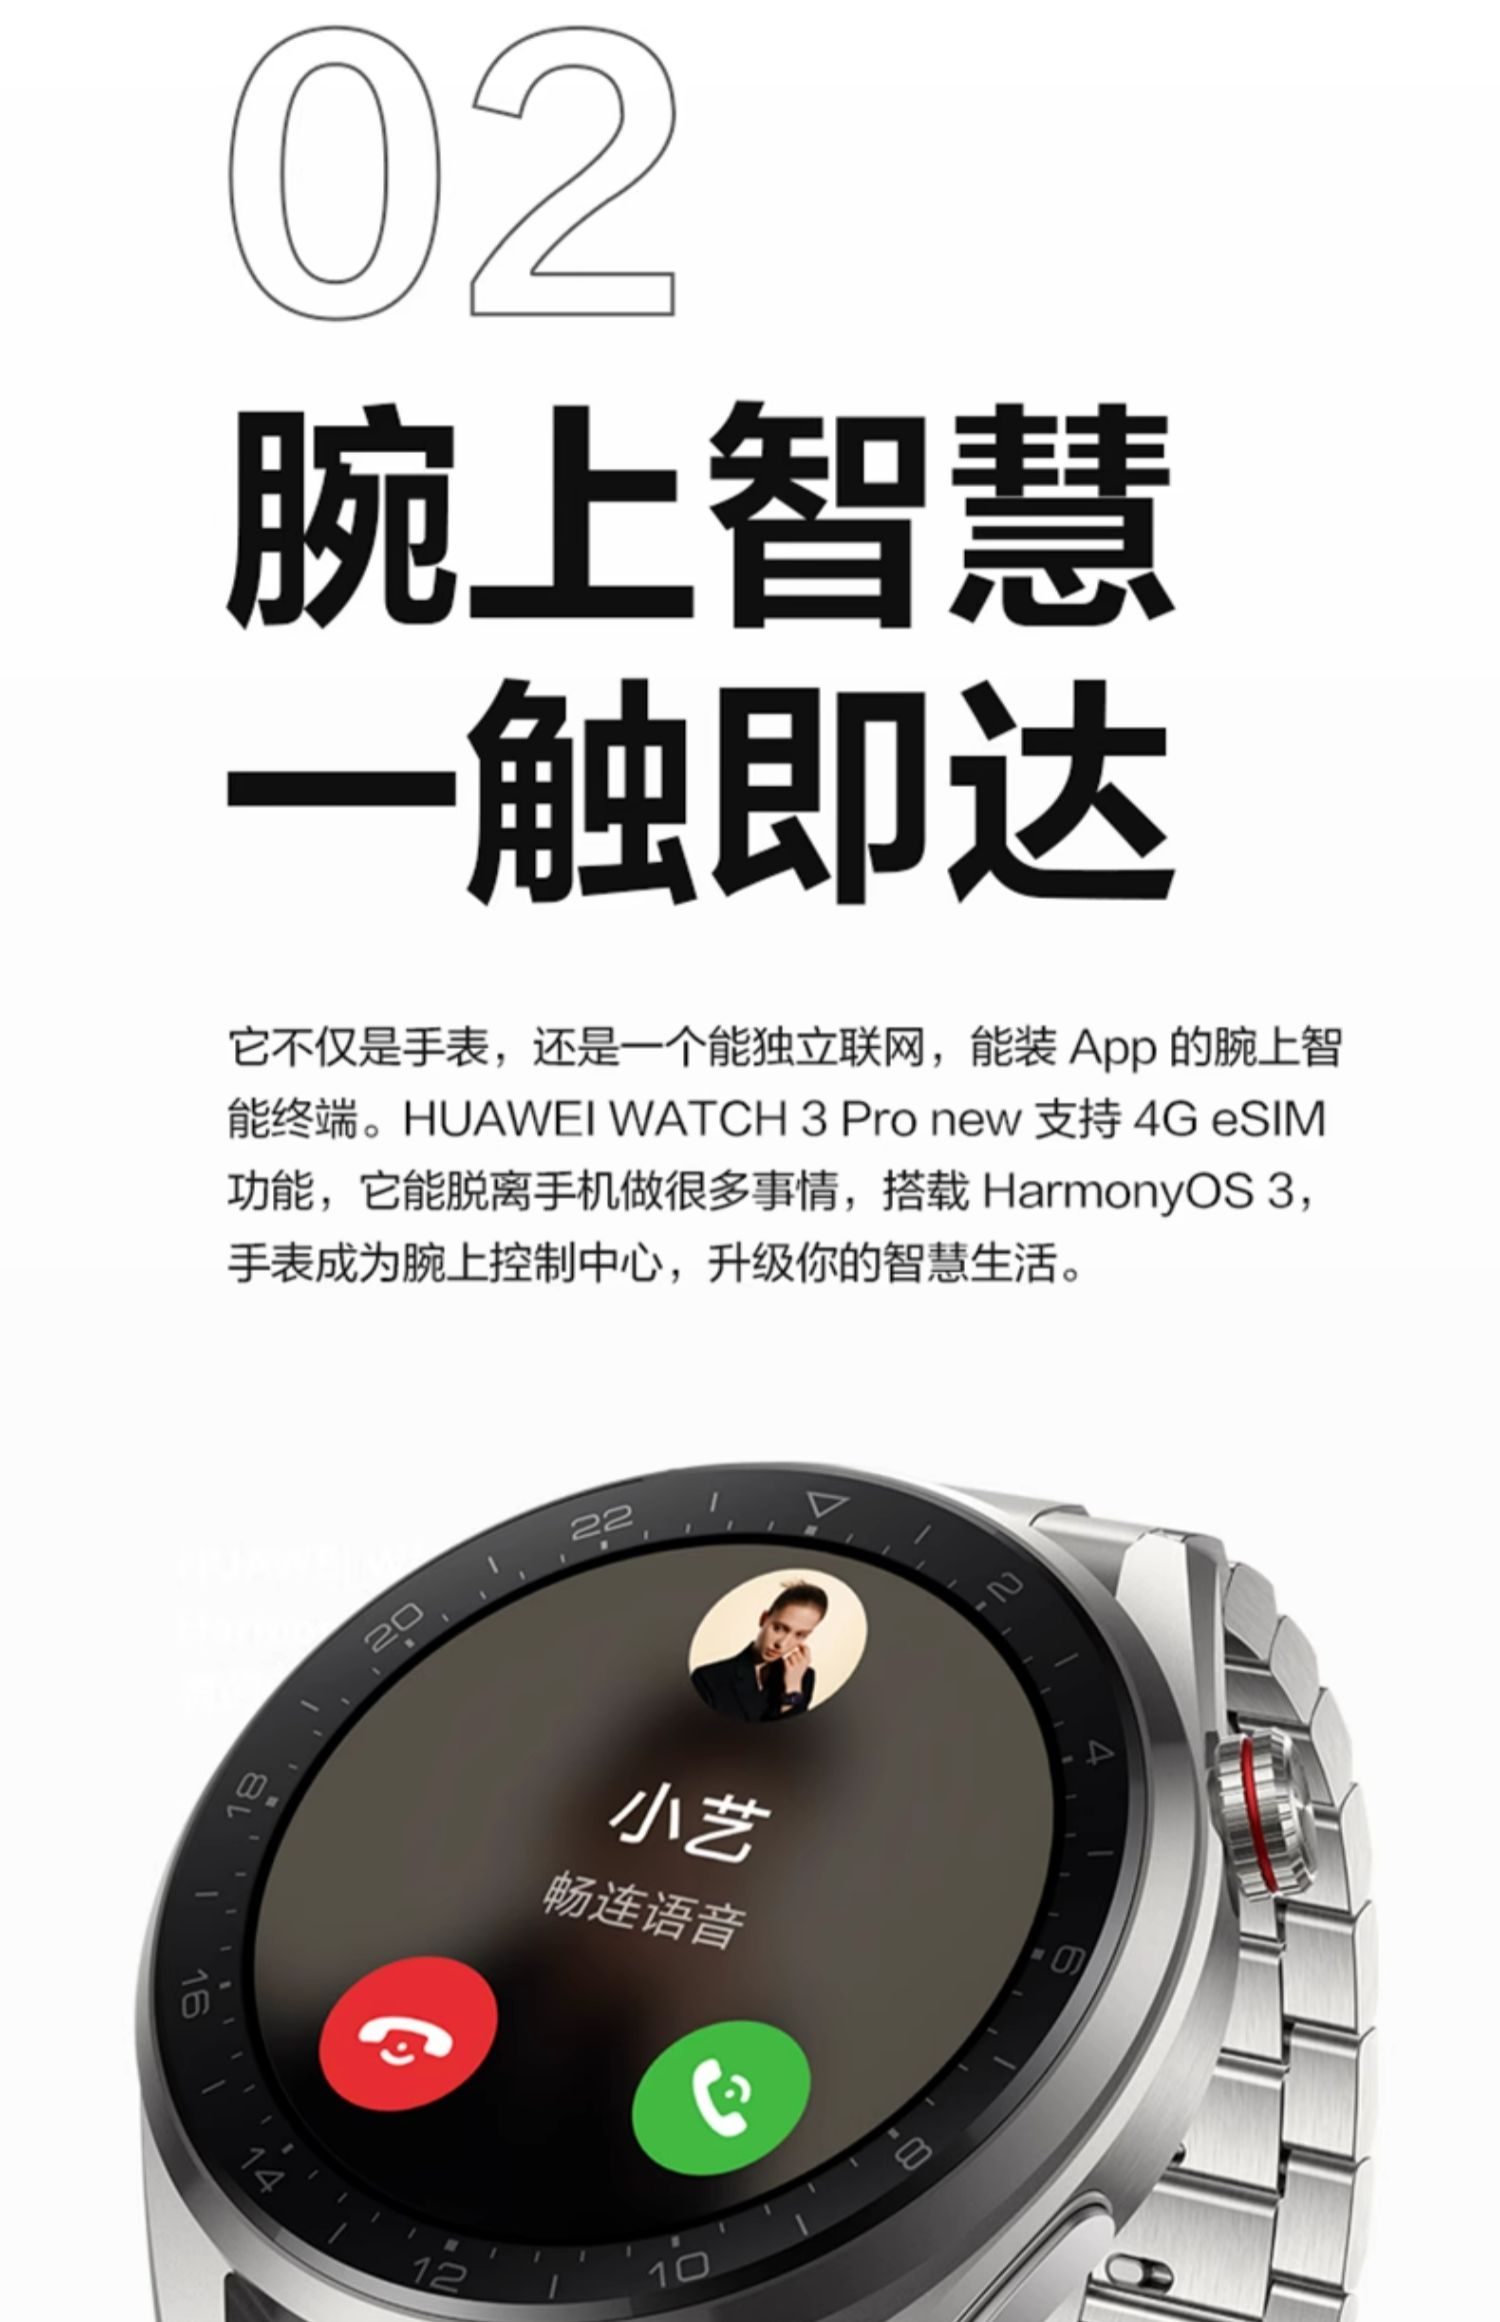 02
腕上智慧
一触即达
它不仅是手表，还是一个能独立联网，能装 App 的腕上智
能终端。HUAWEI WATCH 3 Pro new 支持 4G eSIM
功能，它能脱离手机做很多事情，搭载 HarmonyOS 3，
手表成为腕上控制中心，升级你的智慧生活。
22
2
20
4
18
小艺
畅连语音
6
16
8
14
10
12